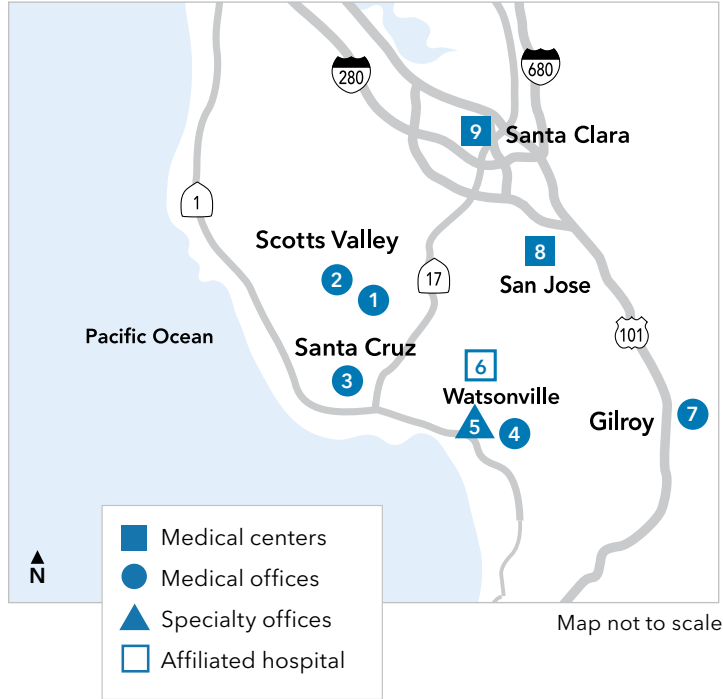 280
680
9
Santa Clara
1
Scotts Valley
2
1
17
8
San Jose
Pacific Ocean
Santa Cruz
3
101
6
Watsonville
5
4
Gilroy
7
N
Medical centers
Medical offices
Specialty offices
Affiliated hospital
Map not to scale